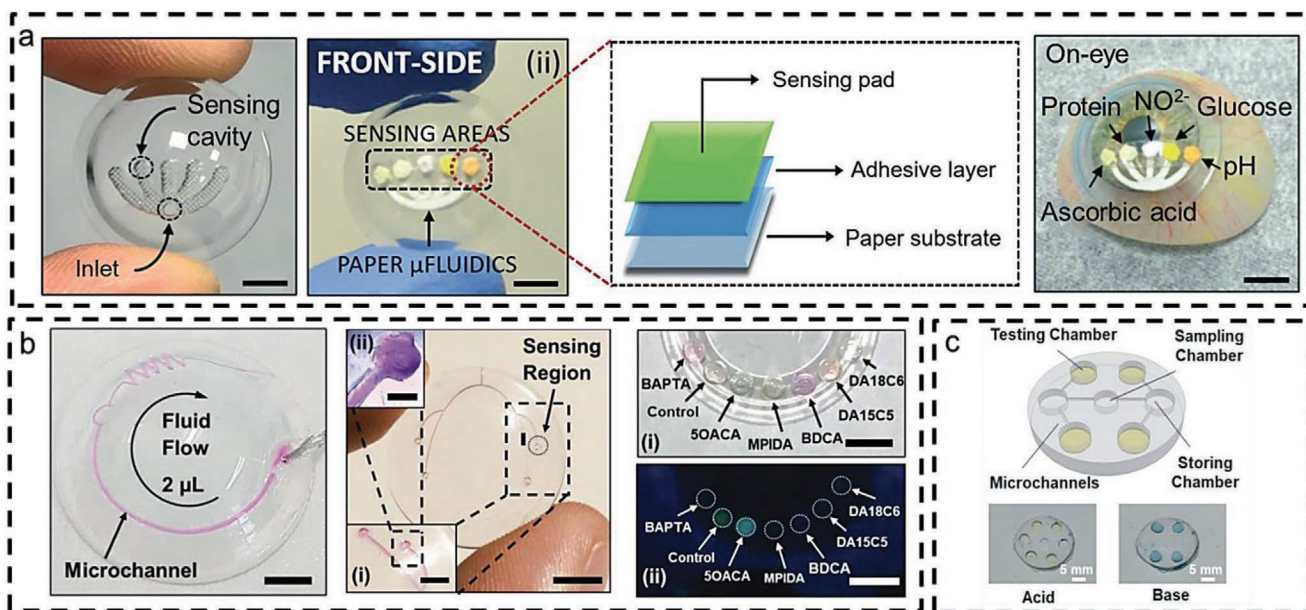 a
Sensing
cavity
Inlet
FRONT-SIDE
(ii)
SENSING AREAS
PAPER µFLUIDICS
Sensing pad
Adhesive layer
Paper substrate
On-eye
Protein
NO²⁻
Glucose
pH
Ascorbic acid
b
Fluid
Flow
2 µL
Microchannel
(ii)
Sensing
Region
(i)
BAPTA
Control
5OACA
MPIDA
BDCA
DA15C5
DA18C6
(i)
BAPTA
Control
5OACA
MPIDA
BDCA
DA15C5
DA18C6
(ii)
c
Testing Chamber
Sampling
Chamber
Microchannels
Storing
Chamber
5 mm
Acid
5 mm
Base